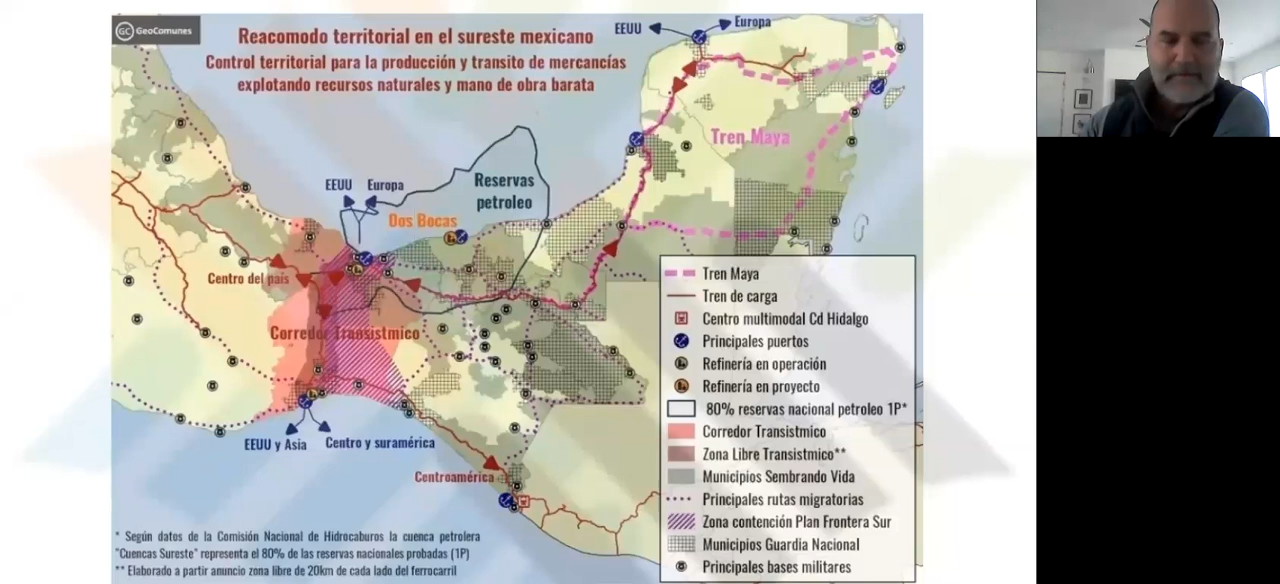 GC GeoComunes
Reacomodo territorial en el sureste mexicano
Control territorial para la producción y transito de mercancías
explotando recursos naturales y mano de obra barata
EEUU
Europa
Tren Maya
EEUU
Europa
Reservas
petroleo
Dos Bocas
Centro del país
Corredor Transístmico
EEUU y Asia
Centro y suramérica
Centroamérica
Tren Maya
Tren de carga
Centro multimodal Cd Hidalgo
Principales puertos
Refinería en operación
Refinería en proyecto
80% reservas nacional petroleo 1P*
Corredor Transístmico
Zona Libre Transístmico**
Municipios Sembrando Vida
Principales rutas migratorias
Zona contención Plan Frontera Sur
Municipios Guardia Nacional
Principales bases militares
* Según datos de la Comisión Nacional de Hidrocaburos la cuenca petrolera
"Cuencas Sureste" representa el 80% de las reservas nacionales probadas (1P)
** Elaborado a partir anuncio zona libre de 20km de cada lado del ferrocarril